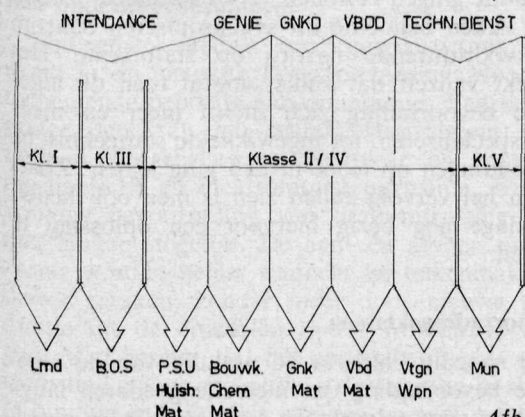 INTENDANCE GENIE GNKD VBDD TECHN. DIENST
Kl. I Kl. III Klasse II / IV Kl. V
Lmd B.O.S P.S.U Bouwk. Gnk Vbd Vtgn Mun
Huish. Chem Mat Mat Wpn
Mat Mat
Afb